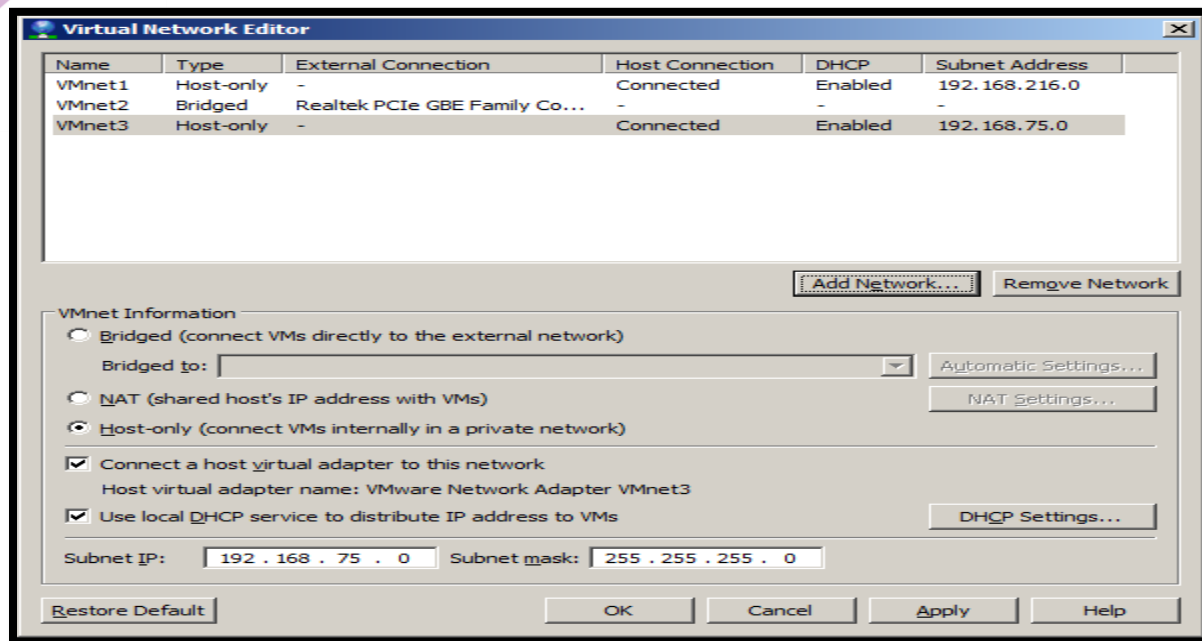 Virtual Network Editor
Name Type External Connection Host Connection DHCP Subnet Address
VMnet1 Host-only - Connected Enabled 192.168.216.0
VMnet2 Bridged Realtek PCIe GBE Family Co... - - -
VMnet3 Host-only - Connected Enabled 192.168.75.0
Add Network... Remove Network
VMnet Information
Bridged (connect VMs directly to the external network)
Bridged to: Automatic Settings...
NAT (shared host's IP address with VMs) NAT Settings...
Host-only (connect VMs internally in a private network)
Connect a host virtual adapter to this network
Host virtual adapter name: VMware Network Adapter VMnet3
Use local DHCP service to distribute IP address to VMs DHCP Settings...
Subnet IP: 192 . 168 . 75 . 0 Subnet mask: 255 . 255 . 255 . 0
Restore Default OK Cancel Apply Help